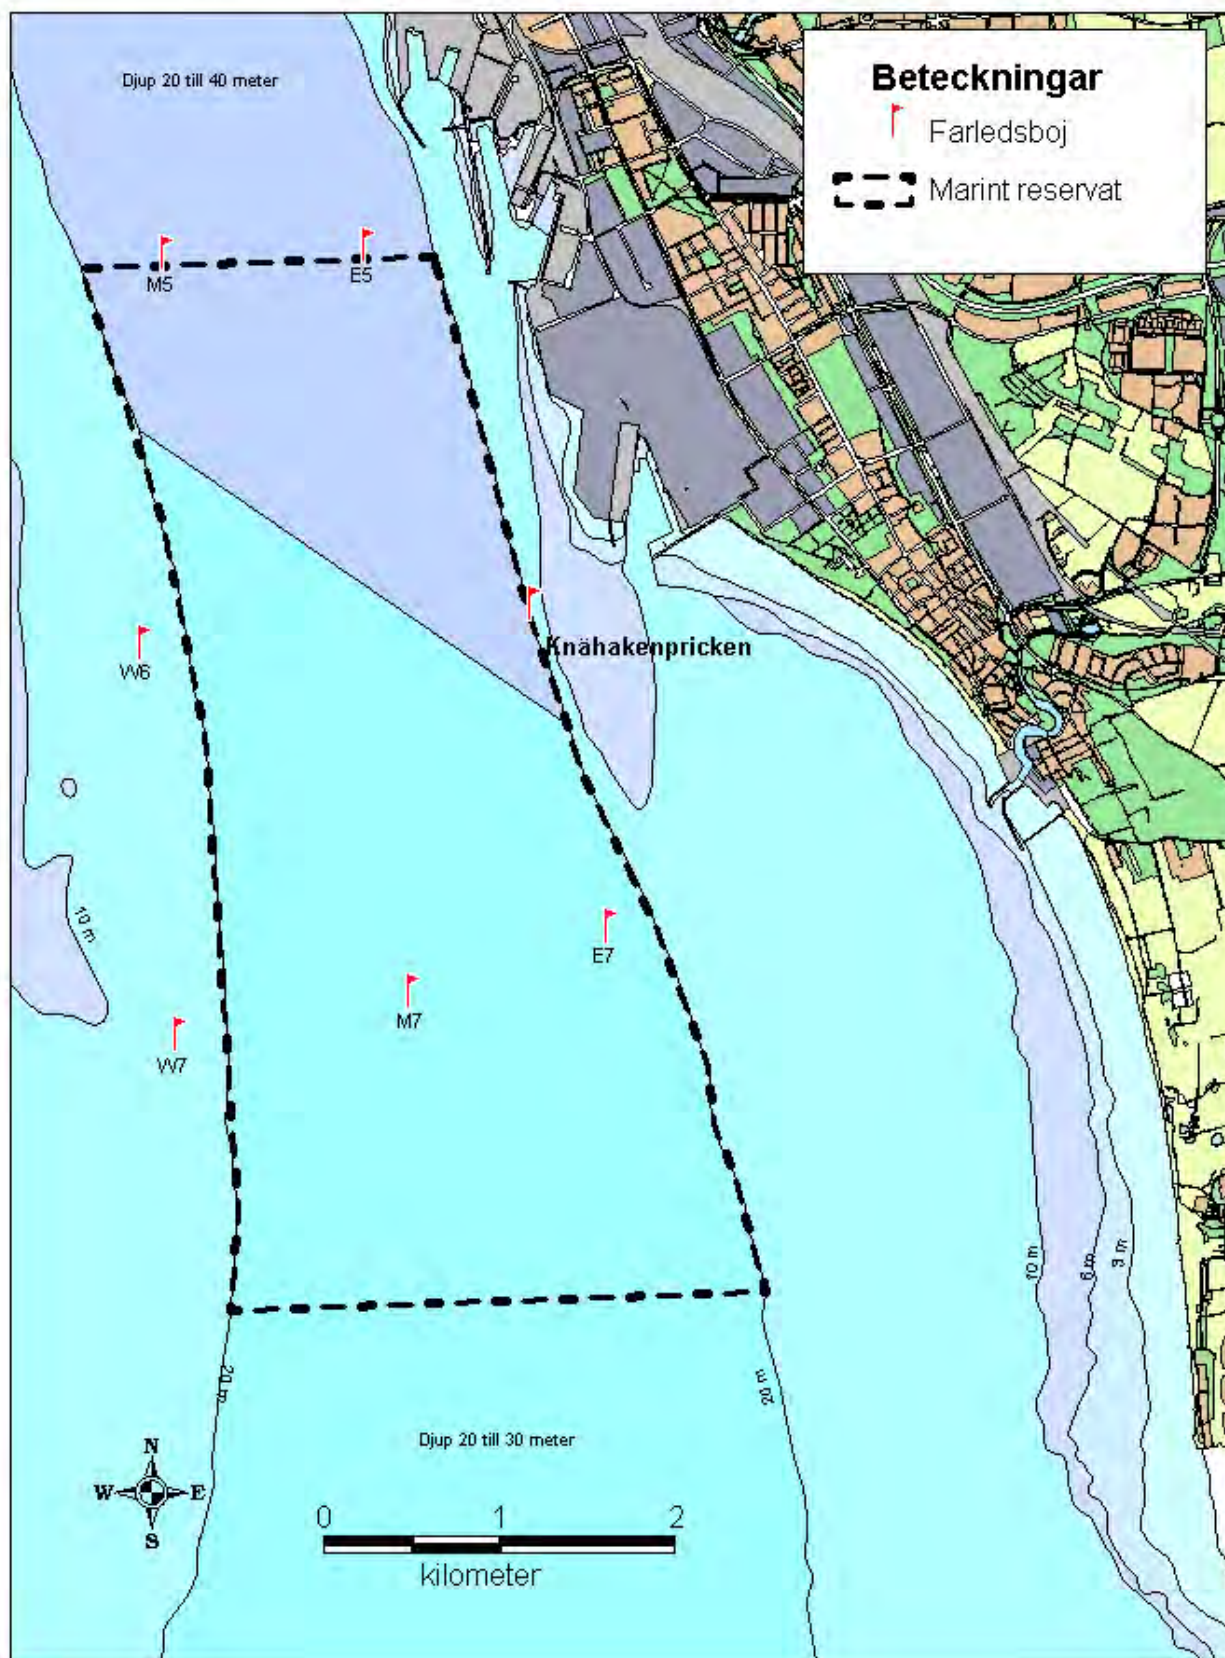 Djup 20 till 40 meter
Beteckningar
Farledsboj
Marint reservat
M5
E5
Knähakenpricken
W6
10 m
E7
M7
W7
10 m
6 m
3 m
20 m
20 m
Djup 20 till 30 meter
N
W E
S
0 1 2
kilometer